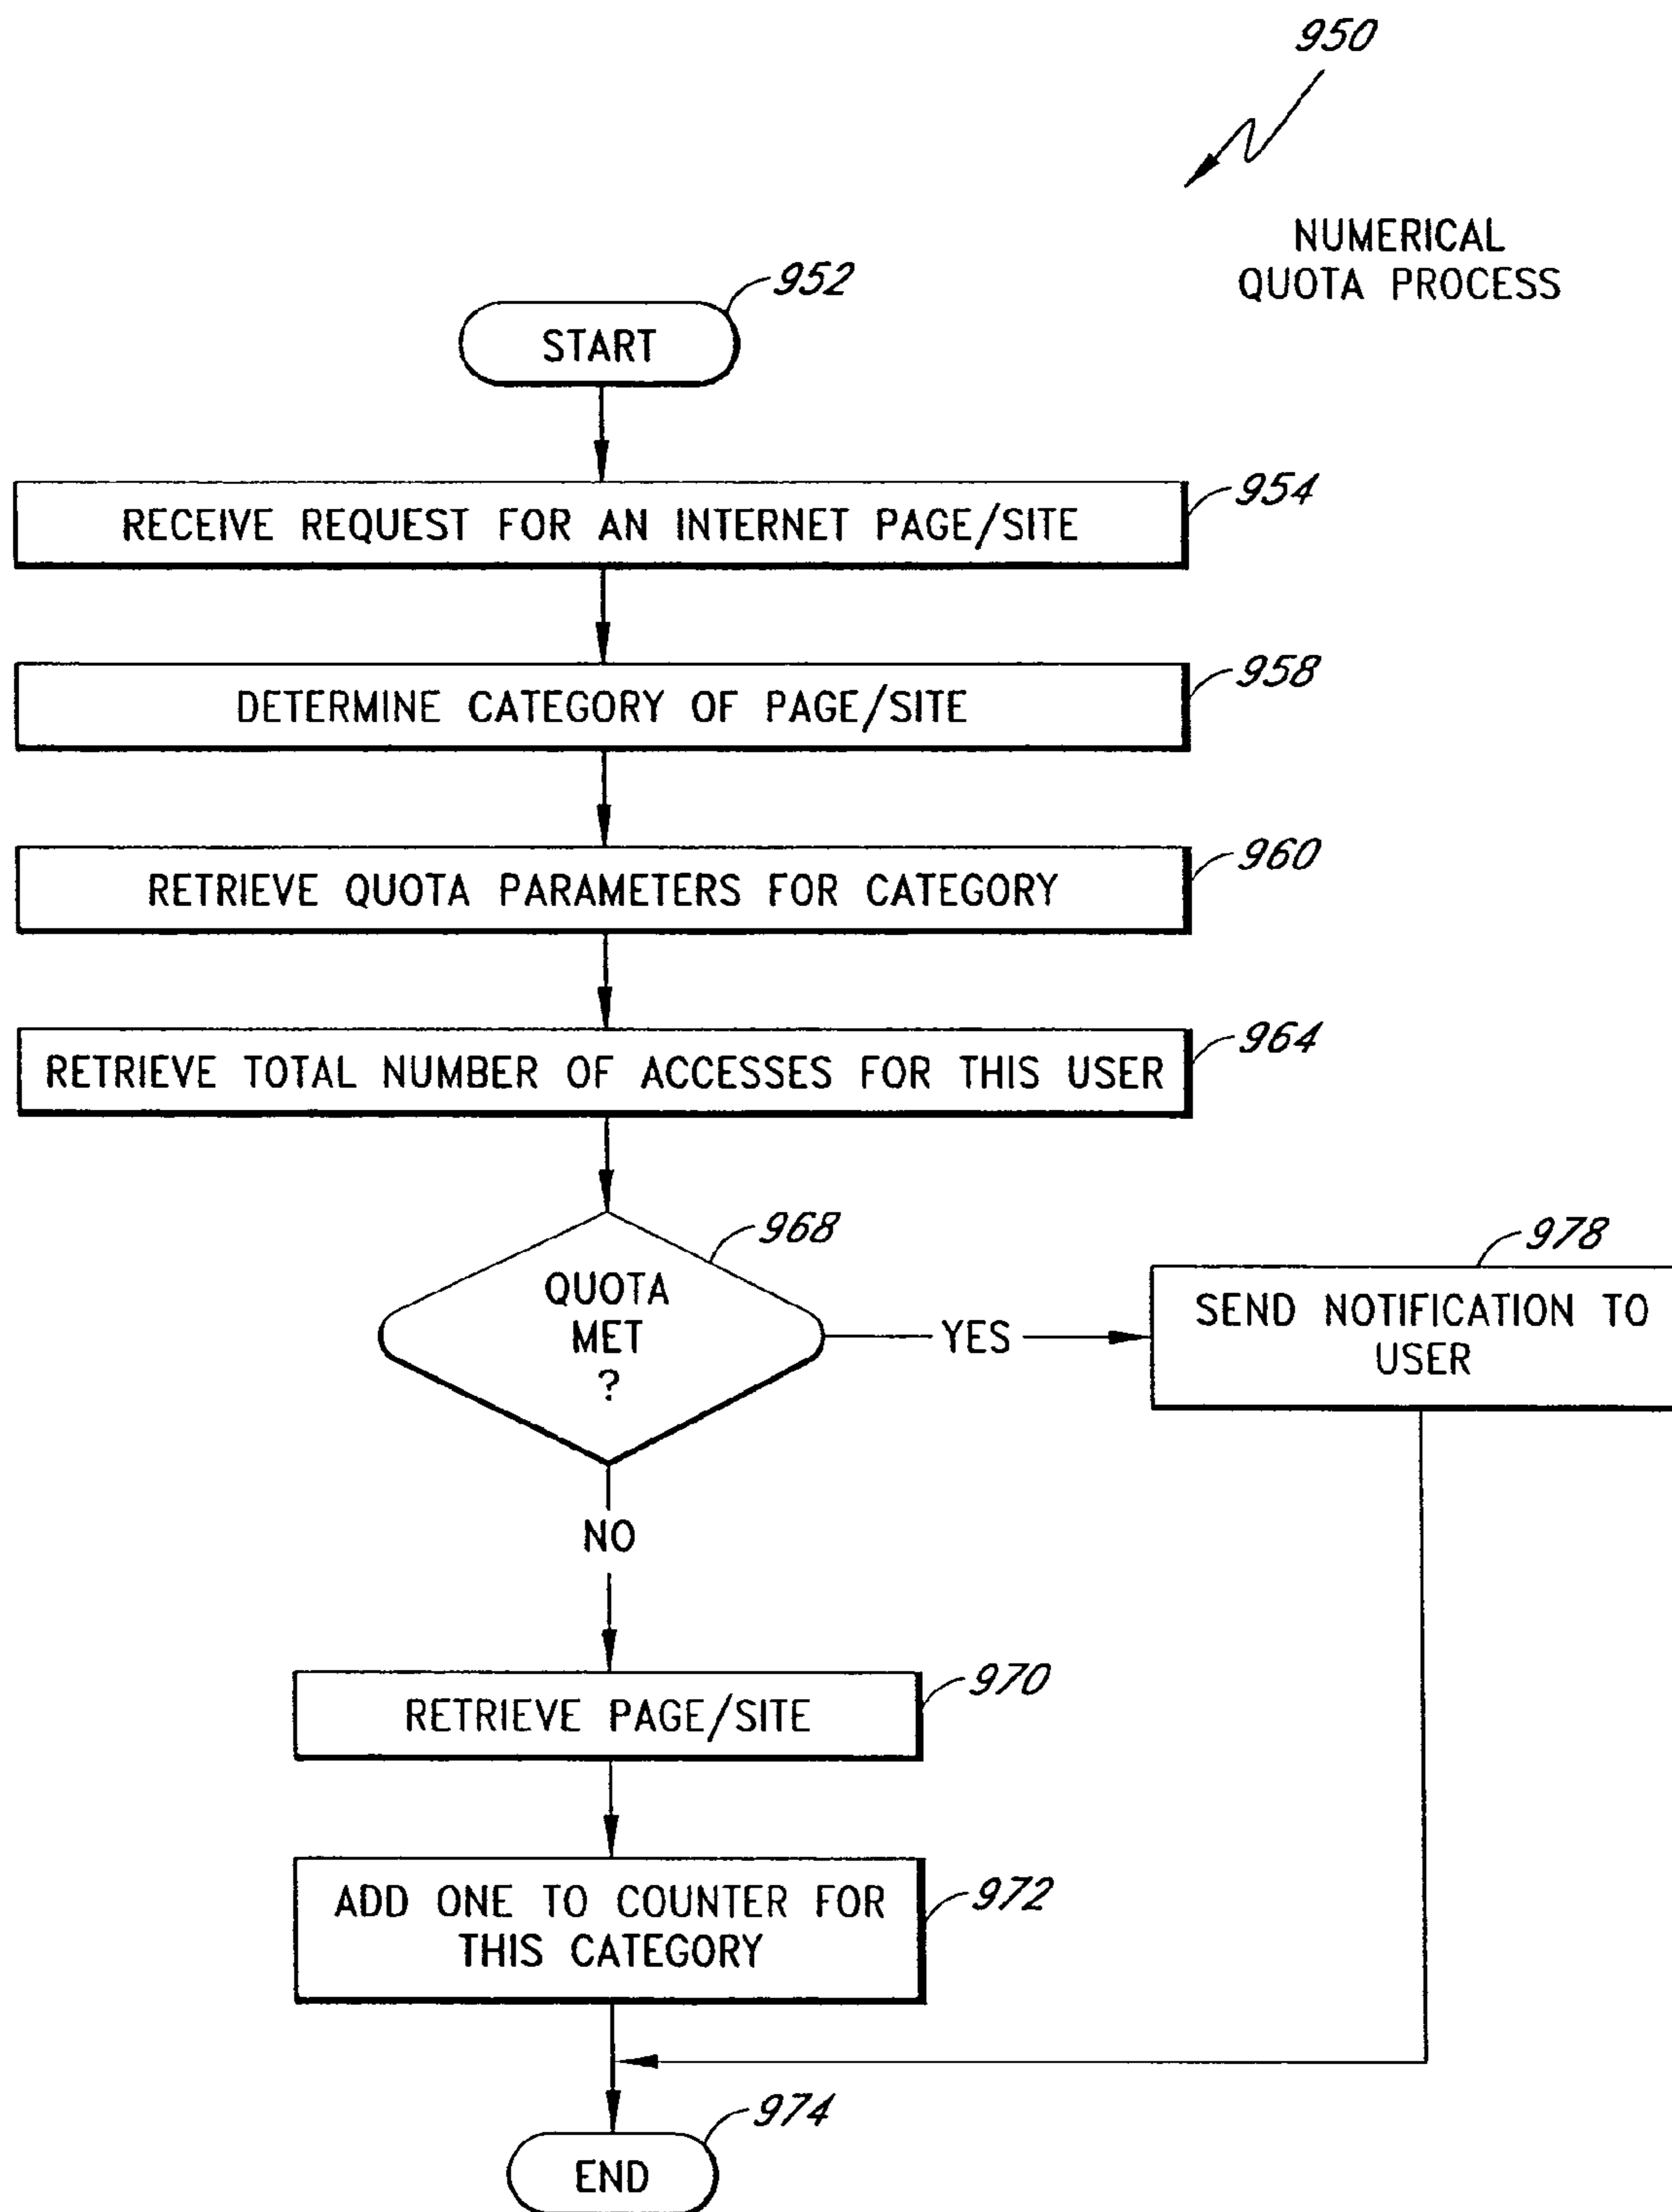 950
NUMERICAL
QUOTA PROCESS
952
START
954
RECEIVE REQUEST FOR AN INTERNET PAGE/SITE
958
DETERMINE CATEGORY OF PAGE/SITE
960
RETRIEVE QUOTA PARAMETERS FOR CATEGORY
964
RETRIEVE TOTAL NUMBER OF ACCESSES FOR THIS USER
968
QUOTA
MET
?
YES
978
SEND NOTIFICATION TO
USER
NO
970
RETRIEVE PAGE/SITE
972
ADD ONE TO COUNTER FOR
THIS CATEGORY
974
END